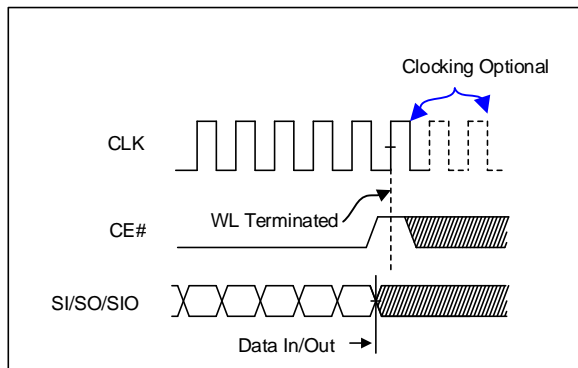 Clocking Optional
CLK
WL Terminated
CE#
SI/SO/SIO
Data In/Out